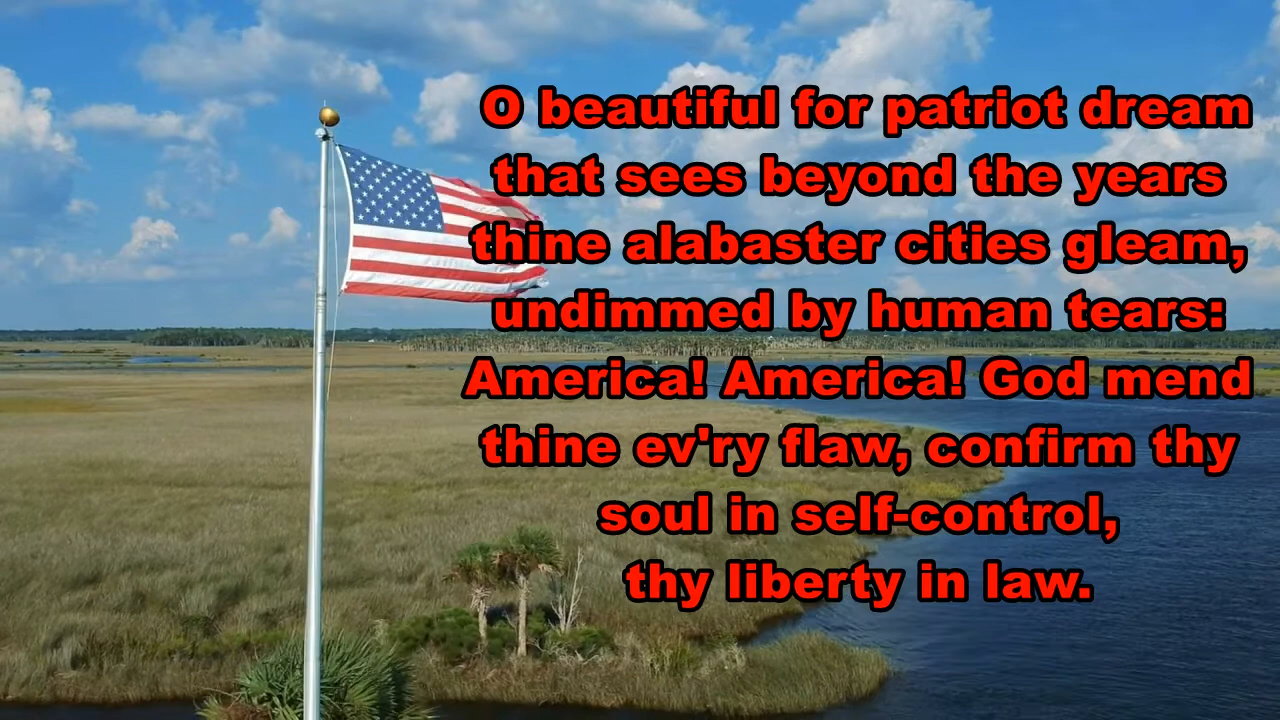 O beautiful for patriot dream
that sees beyond the years
thine alabaster cities gleam,
undimmed by human tears:
America! America! God mend
thine ev'ry flaw, confirm thy
soul in self-control,
thy liberty in law.